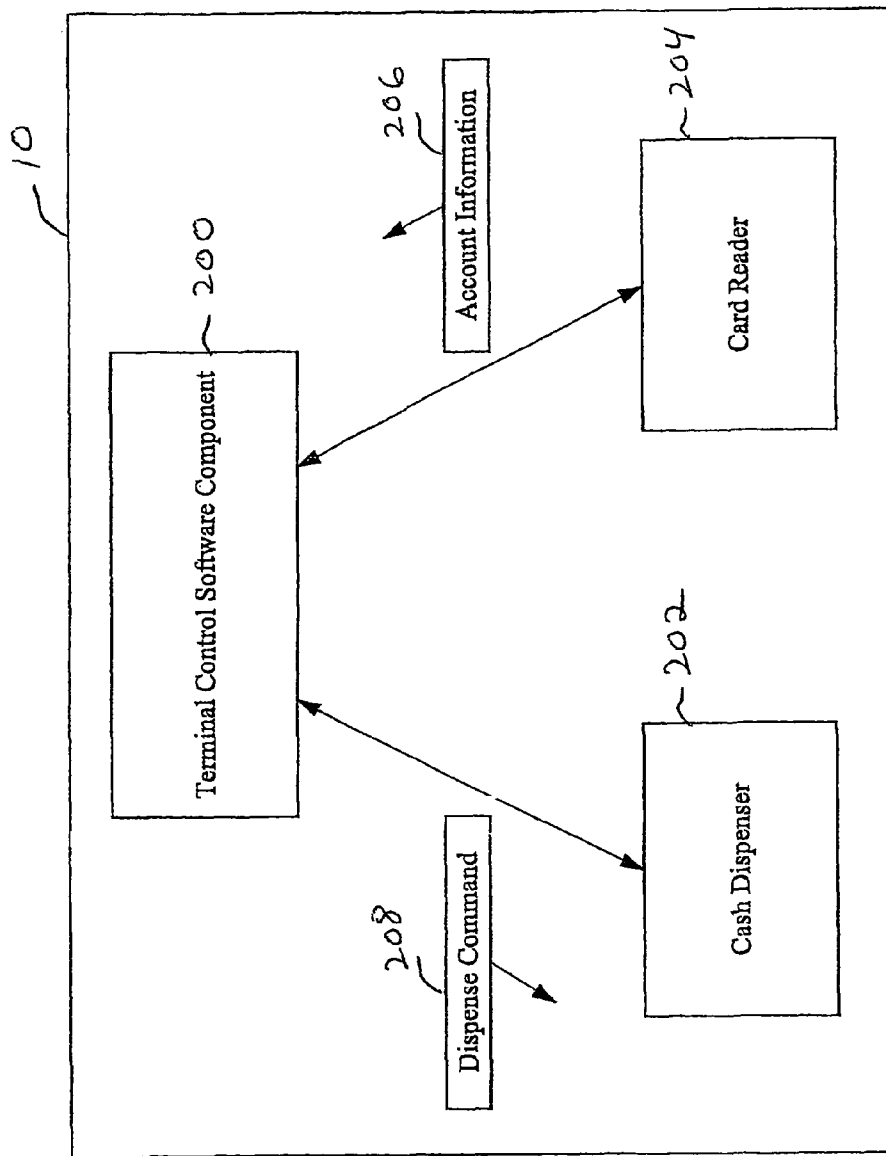 10
Terminal Control Software Component
200
Dispense Command
208
Account Information
206
Cash Dispenser
202
Card Reader
204